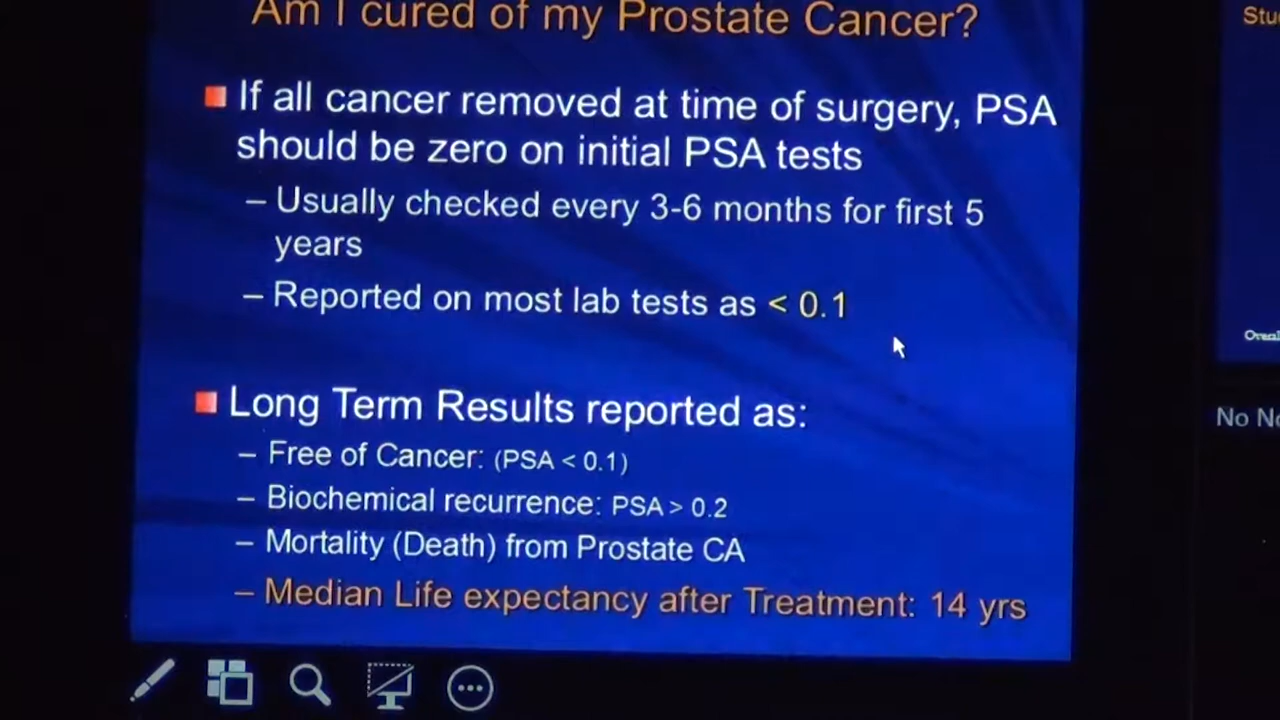 Am I cured of my Prostate Cancer?
If all cancer removed at time of surgery, PSA
should be zero on initial PSA tests
– Usually checked every 3-6 months for first 5
years
– Reported on most lab tests as < 0.1
Long Term Results reported as:
– Free of Cancer: (PSA < 0.1)
– Biochemical recurrence: PSA > 0.2
– Mortality (Death) from Prostate CA
– Median Life expectancy after Treatment: 14 yrs